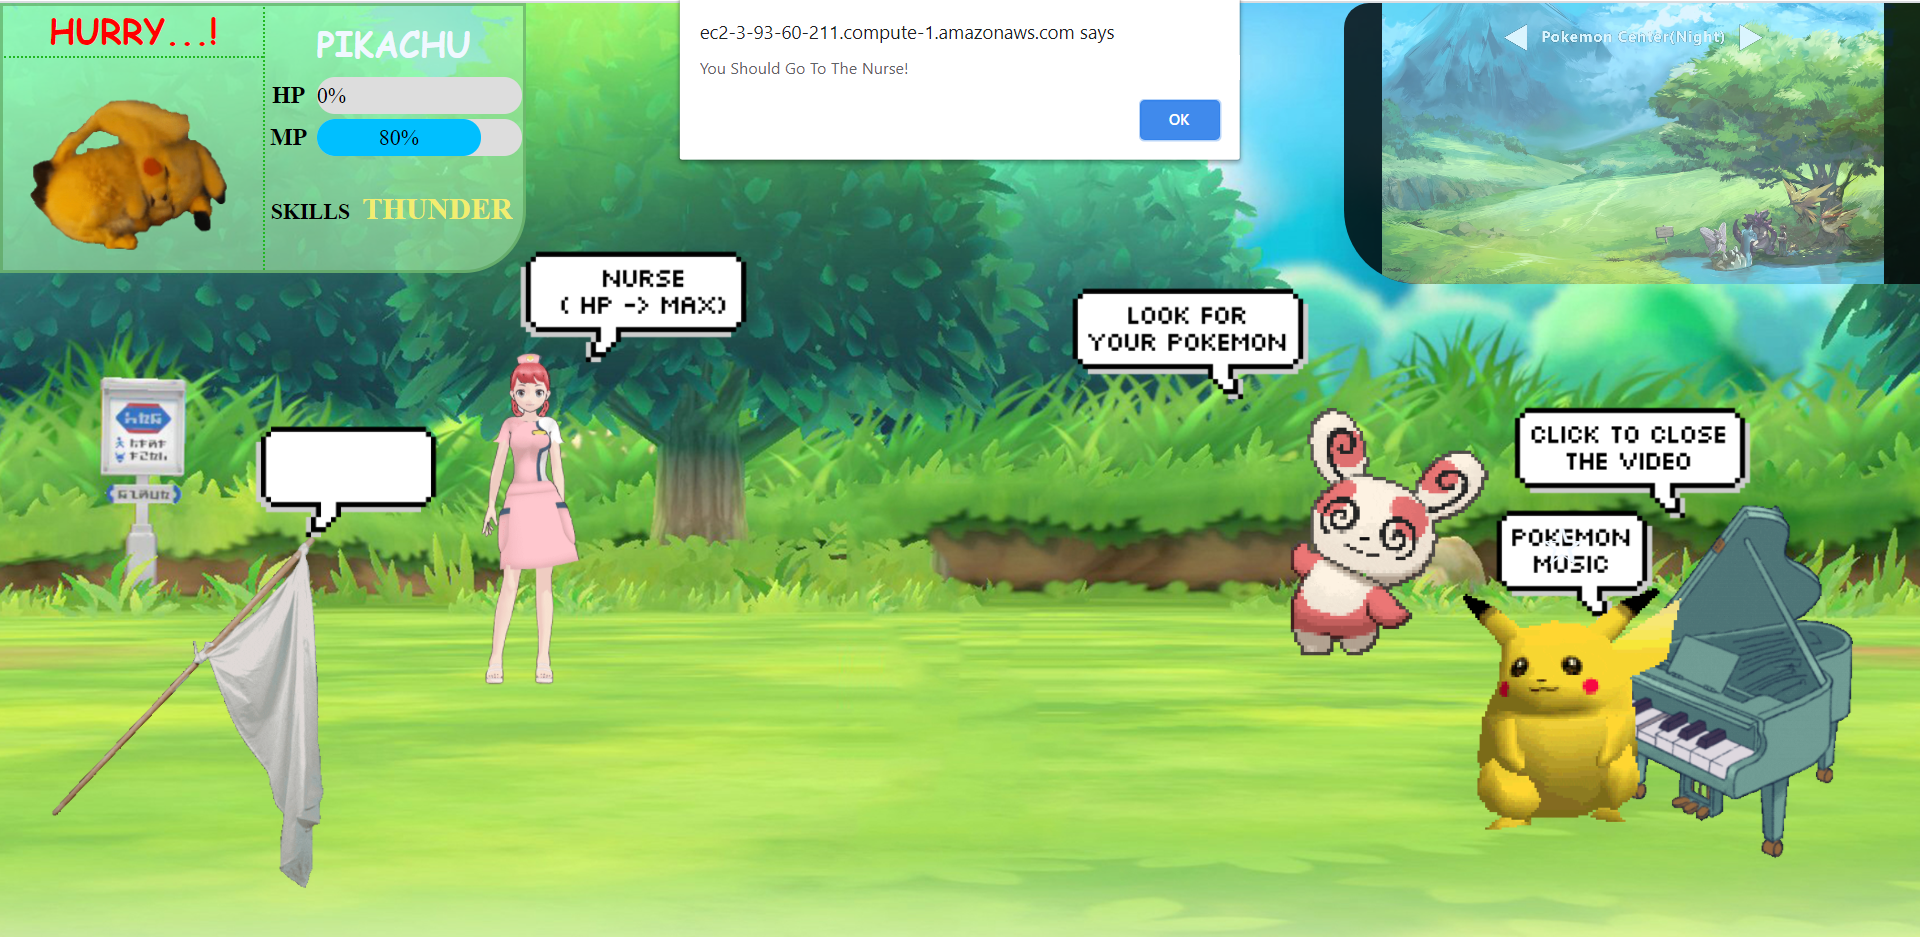 HURRY...!
PIKACHU
HP 0%
MP 80%
SKILLS THUNDER
ec2-3-93-60-211.compute-1.amazonaws.com says
You Should Go To The Nurse!
OK
Pokemon Center(Night)
NURSE
( HP -> MAX)
LOOK FOR
YOUR POKEMON
CLICK TO CLOSE
THE VIDEO
POKEMON
MUSIC